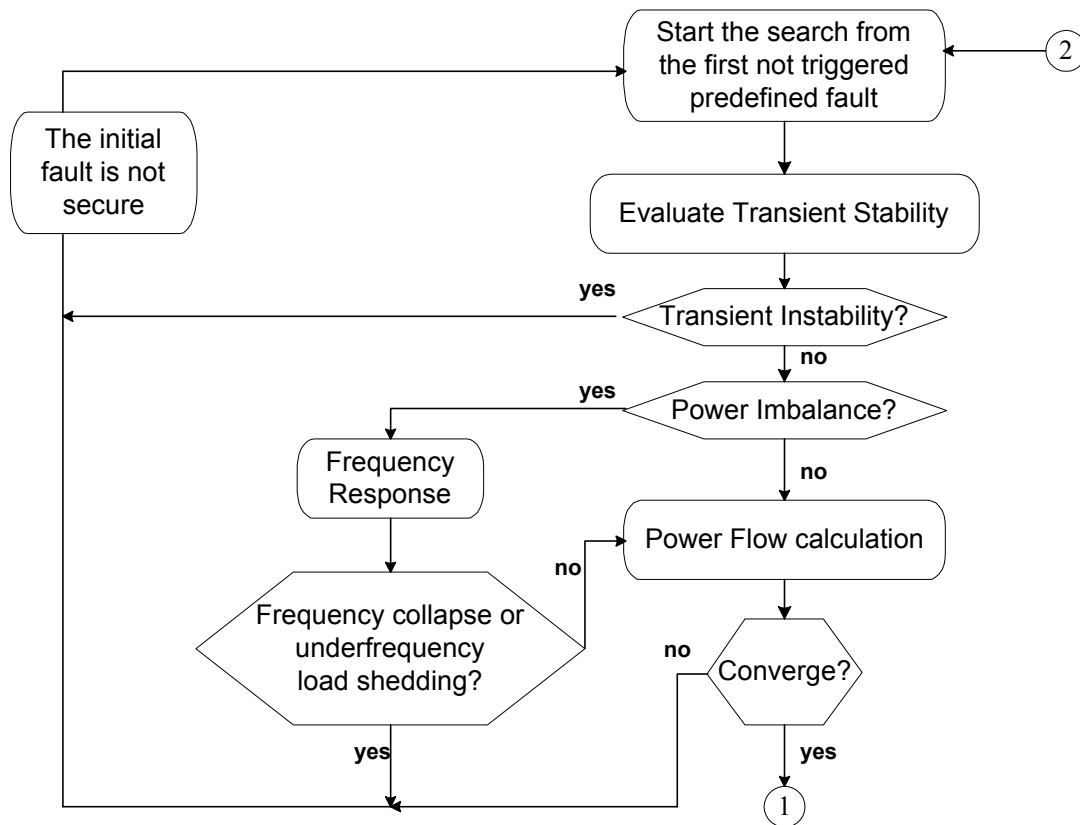 Start the search from
the first not triggered
predefined fault
2
The initial
fault is not
secure
Evaluate Transient Stability
yes
Transient Instability?
no
yes
Power Imbalance?
Frequency
Response
no
Power Flow calculation
no
Frequency collapse or
underfrequency
load shedding?
no
Converge?
yes
yes
1